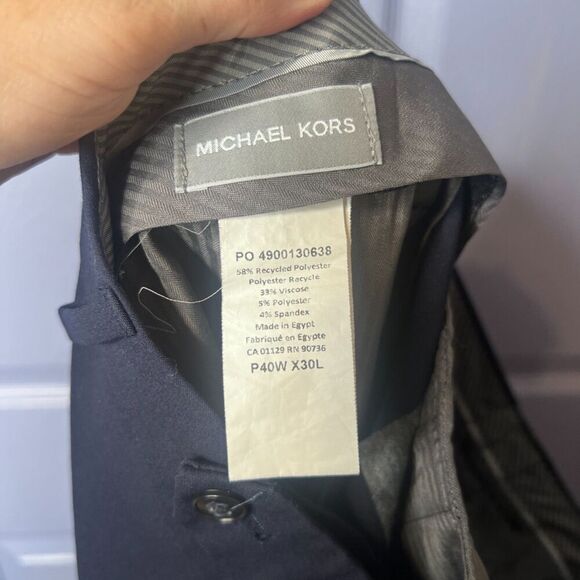 MICHAEL KORS
PO 4900130638
58% Recycled Polyester
Polyester Racycle
33% Viscose
5% Polyester
4% Spandex
Made in Egypt
Fabriqué en Egypte
CA 01129 RN 90736
P40W X30L